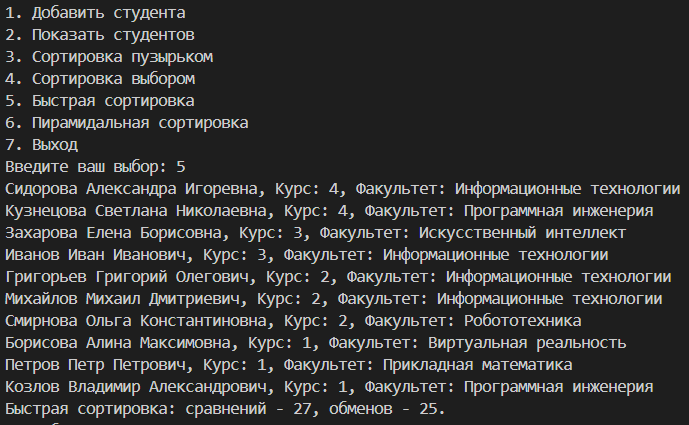 1. Добавить студента
2. Показать студентов
3. Сортировка пузырьком
4. Сортировка выбором
5. Быстрая сортировка
6. Пирамидальная сортировка
7. Выход
Введите ваш выбор: 5
Сидорова Александра Игоревна, Курс: 4, Факультет: Информационные технологии
Кузнецова Светлана Николаевна, Курс: 4, Факультет: Программная инженерия
Захарова Елена Борисовна, Курс: 3, Факультет: Искусственный интеллект
Иванов Иван Иванович, Курс: 3, Факультет: Информационные технологии
Григорьев Григорий Олегович, Курс: 2, Факультет: Информационные технологии
Михайлов Михаил Дмитриевич, Курс: 2, Факультет: Информационные технологии
Смирнова Ольга Константиновна, Курс: 2, Факультет: Робототехника
Борисова Алина Максимовна, Курс: 1, Факультет: Виртуальная реальность
Петров Петр Петрович, Курс: 1, Факультет: Прикладная математика
Козлов Владимир Александрович, Курс: 1, Факультет: Программная инженерия
Быстрая сортировка: сравнений - 27, обменов - 25.